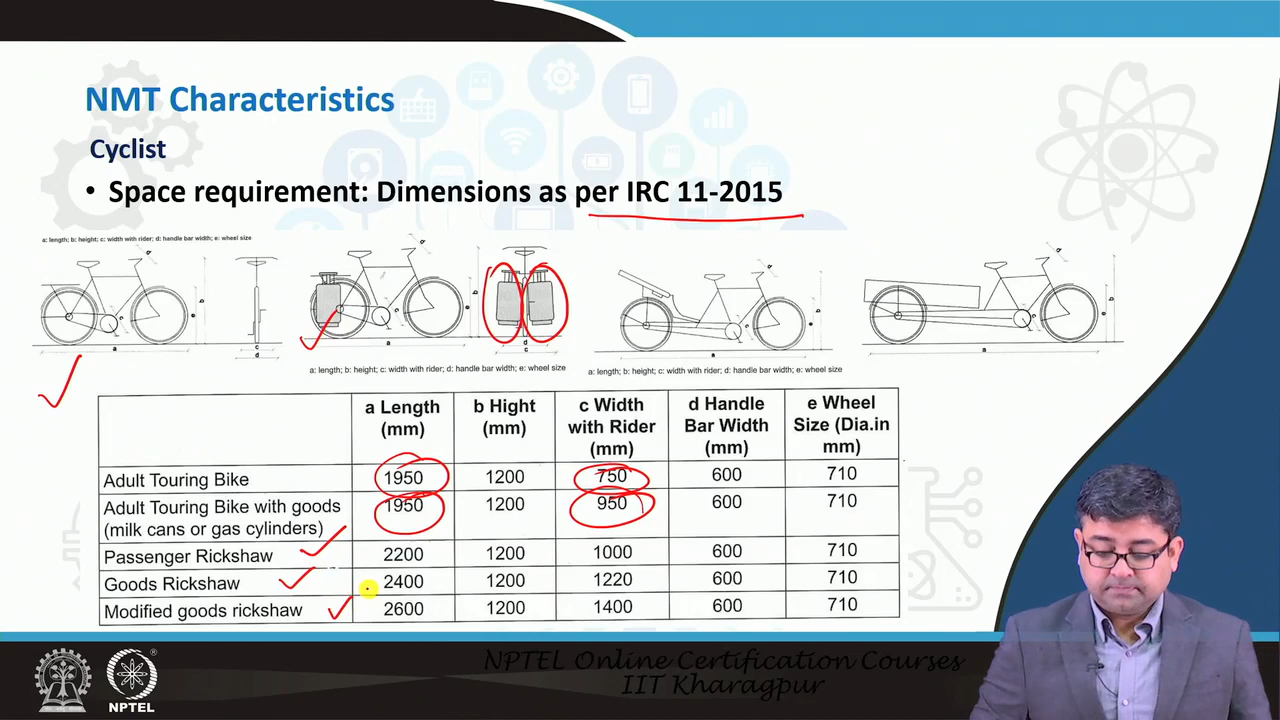 NMT Characteristics
Cyclist
• Space requirement: Dimensions as per IRC 11-2015
a: length; b: height; c: width with rider; d: handle bar width; e: wheel size
a
b
c
d
e
a: length; b: height; c: width with rider; d: handle bar width; e: wheel size
a: length; b: height; c: width with rider; d: handle bar width; e: wheel size
a Length (mm) b Hight (mm) c Width with Rider (mm) d Handle Bar Width (mm) e Wheel Size (Dia.in mm)
Adult Touring Bike 1950 1200 750 600 710
Adult Touring Bike with goods (milk cans or gas cylinders) 1950 1200 950 600 710
Passenger Rickshaw 2200 1200 1000 600 710
Goods Rickshaw 2400 1200 1220 600 710
Modified goods rickshaw 2600 1200 1400 600 710
NPTEL Online Certification Courses
IIT Kharagpur
NPTEL